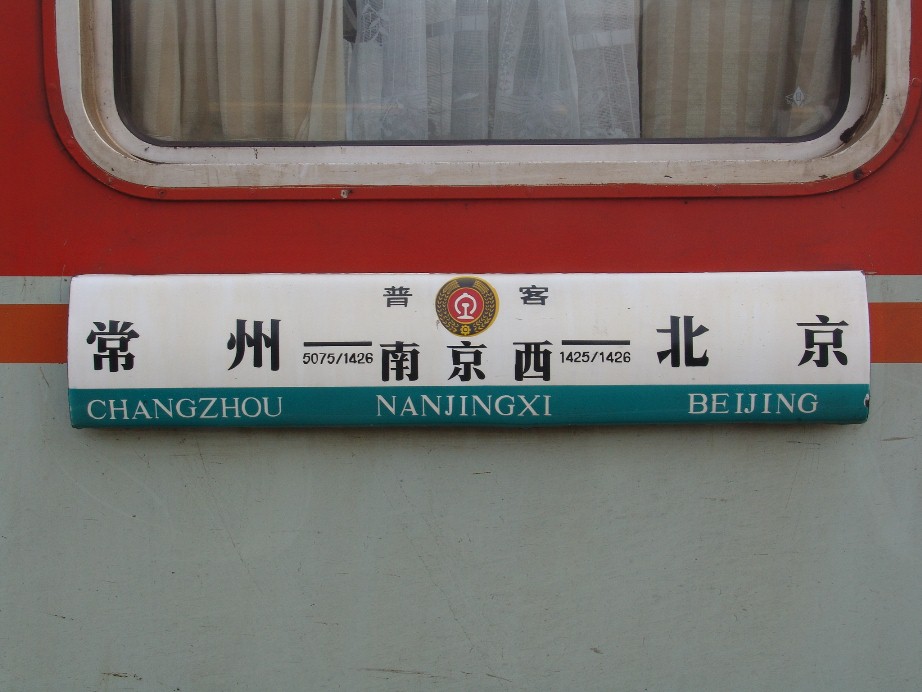 普 客
常 州 5075/1426 南 京 西 1425/1426 北 京
CHANGZHOU NANJINGXI BEIJING